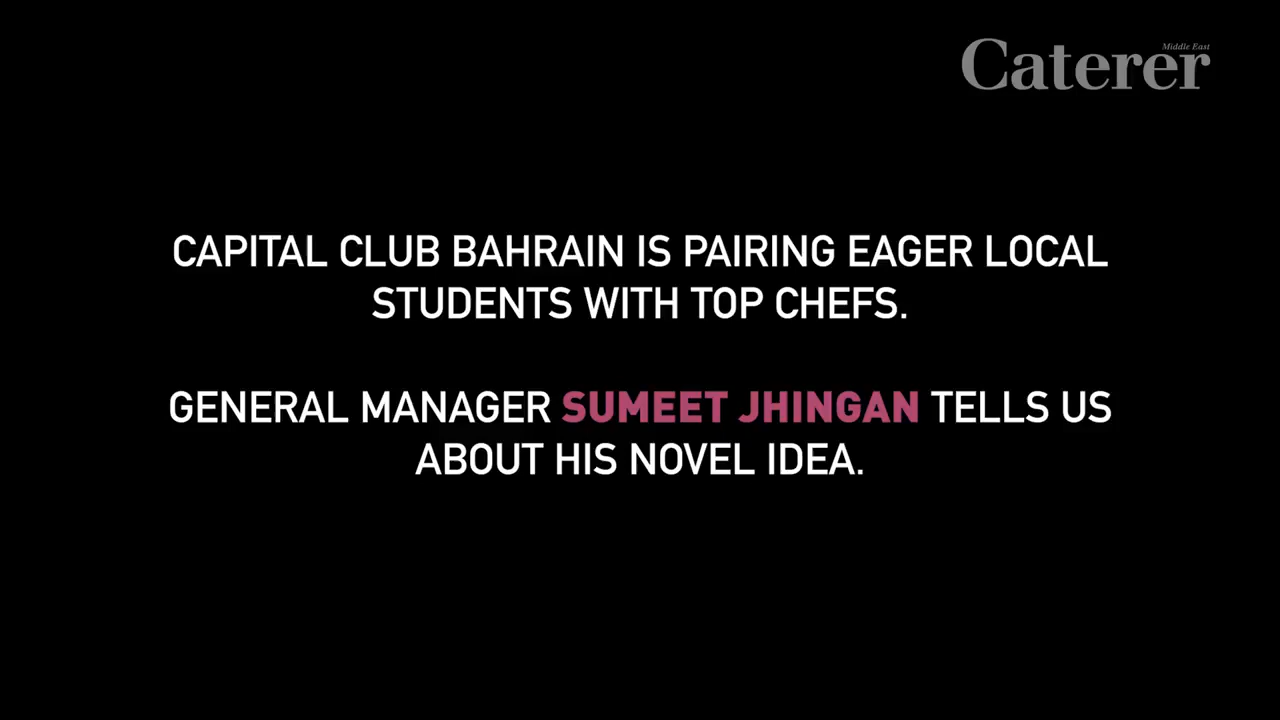 Middle East
Caterer
CAPITAL CLUB BAHRAIN IS PAIRING EAGER LOCAL
STUDENTS WITH TOP CHEFS.
GENERAL MANAGER SUMEET JHINGAN TELLS US
ABOUT HIS NOVEL IDEA.